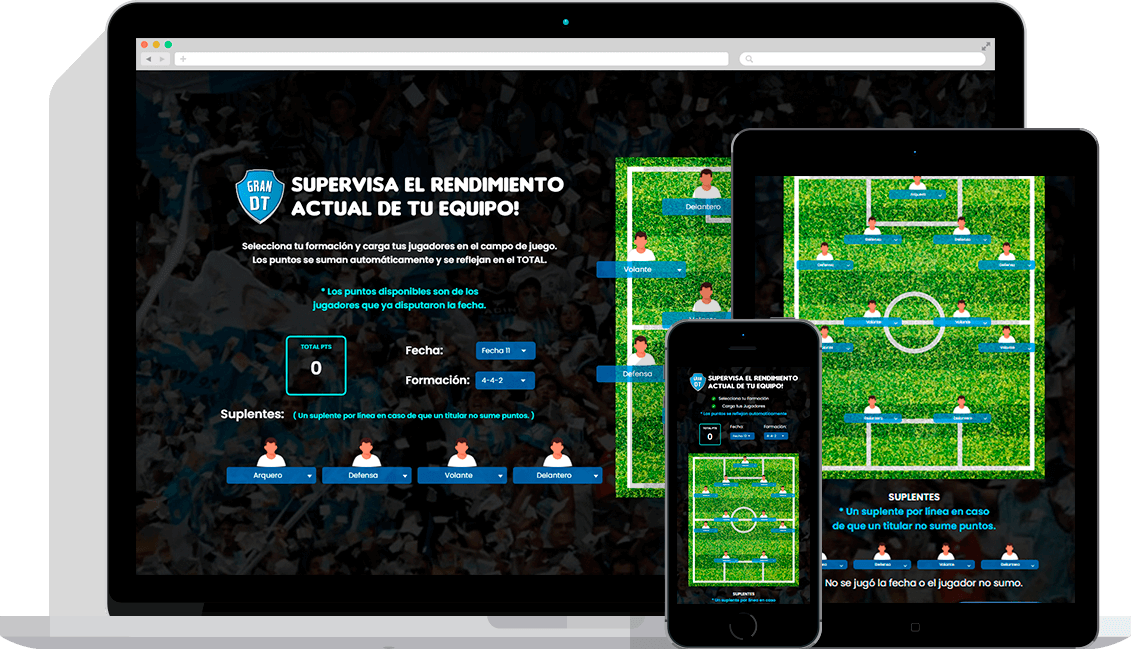 GRAN
DT
SUPERVISA EL RENDIMIENTO
ACTUAL DE TU EQUIPO!
Selecciona tu formación y carga tus jugadores en el campo de juego.
Los puntos se suman automáticamente y se reflejan en el TOTAL.
* Los puntos disponibles son de los
jugadores que ya disputaron la fecha.
TOTAL PTS
0
Fecha:
Fecha 11
Formación:
4-4-2
Suplentes:
( Un suplente por línea en caso de que un titular no sume puntos. )
Arquero
Defensa
Volante
Delantero
Delantero
Volante
Defensa
Arquero
Defensa
Defensa
Defensa
Defensa
Volante
Volante
Volante
Delantero
Delantero
SUPLENTES
* Un suplente por línea en caso
de que un titular no sume puntos.
Defensa
Volante
Delantero
No se jugó la fecha o el jugador no sumo.
GRAN
DT
SUPERVISA EL RENDIMIENTO
ACTUAL DE TU EQUIPO!
Selecciona tu formación
Carga tus jugadores
* Los puntos se reflejan automáticamente
TOTAL PTS
0
Fecha:
Fecha 11
Formación:
4-4-2
SUPLENTES
* Un suplente por línea en caso